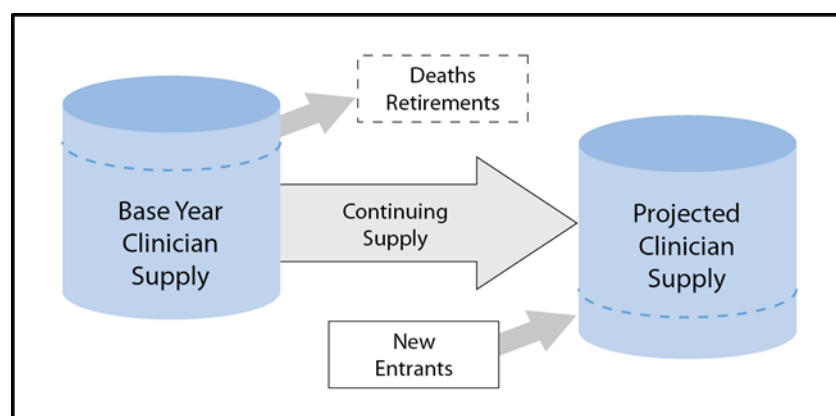 Deaths
Retirements
Base Year
Clinician
Supply
Continuing
Supply
Projected
Clinician
Supply
New
Entrants